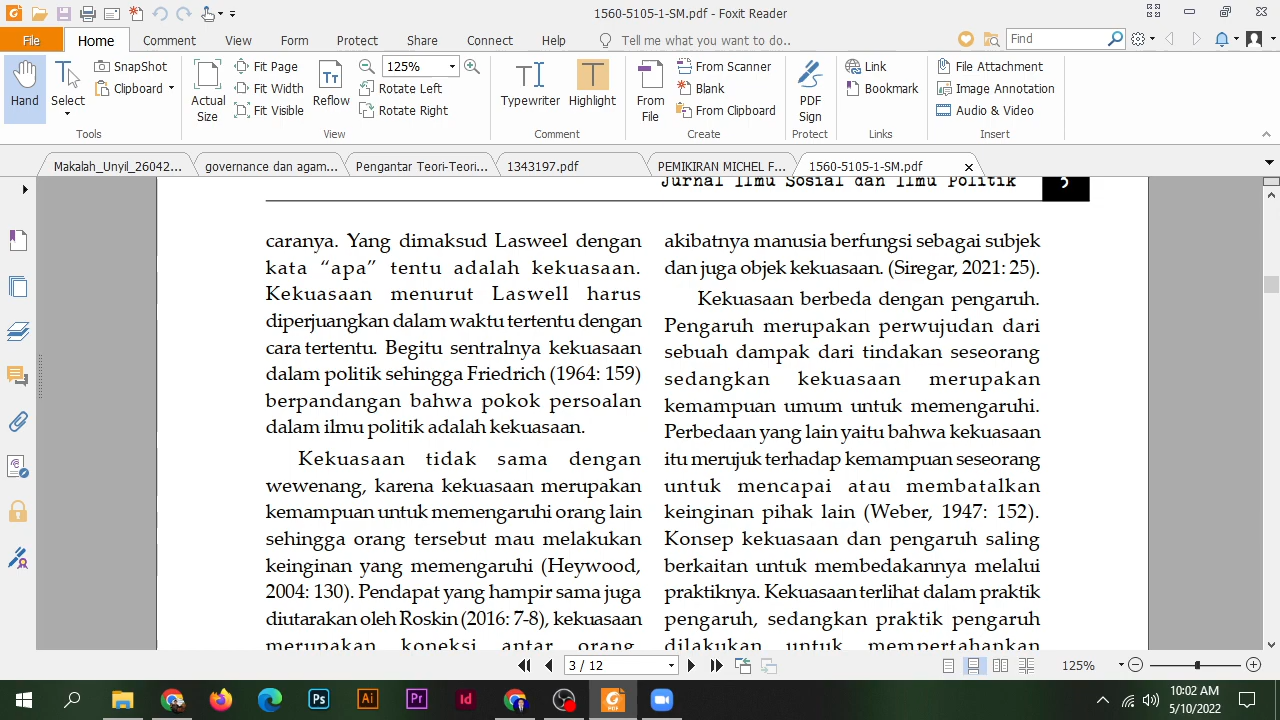 1560-5105-1-SM.pdf - Foxit Reader
File Home Comment View Form Protect Share Connect Help Tell me what you want to do.. Find
Hand
Select
SnapShot
Clipboard
Tools
Actual
Size
Fit Page
Fit Width
Fit Visible
Reflow
125%
Rotate Left
Rotate Right
View
Typewriter
Highlight
Comment
From
File
From Scanner
Blank
From Clipboard
Create
PDF
Sign
Protect
Link
Bookmark
Links
File Attachment
Image Annotation
Audio & Video
Insert
Makalah_Unyil_26042... governance dan agam... Pengantar Teori-Teori... 1343197.pdf PEMIKIRAN MICHEL F... 1560-5105-1-SM.pdf
Jurnal Ilmu Sosial dan Ilmu Politik
caranya. Yang dimaksud Lasweel dengan
kata “apa” tentu adalah kekuasaan.
Kekuasaan menurut Laswell harus
diperjuangkan dalam waktu tertentu dengan
cara tertentu. Begitu sentralnya kekuasaan
dalam politik sehingga Friedrich (1964: 159)
berpandangan bahwa pokok persoalan
dalam ilmu politik adalah kekuasaan.
Kekuasaan tidak sama dengan
wewenang, karena kekuasaan merupakan
kemampuan untuk memengaruhi orang lain
sehingga orang tersebut mau melakukan
keinginan yang memengaruhi (Heywood,
2004: 130). Pendapat yang hampir sama juga
diutarakan oleh Roskin (2016: 7-8), kekuasaan
merupakan koneksi antar orang,
akibatnya manusia berfungsi sebagai subjek
dan juga objek kekuasaan. (Siregar, 2021: 25).
Kekuasaan berbeda dengan pengaruh.
Pengaruh merupakan perwujudan dari
sebuah dampak dari tindakan seseorang
sedangkan kekuasaan merupakan
kemampuan umum untuk memengaruhi.
Perbedaan yang lain yaitu bahwa kekuasaan
itu merujuk terhadap kemampuan seseorang
untuk mencapai atau membatalkan
keinginan pihak lain (Weber, 1947: 152).
Konsep kekuasaan dan pengaruh saling
berkaitan untuk membedakannya melalui
praktiknya. Kekuasaan terlihat dalam praktik
pengaruh, sedangkan praktik pengaruh
dilakukan untuk mempertahankan
3 / 12
125%
Ps Ai Pr Id
PDF
10:02 AM
5/10/2022